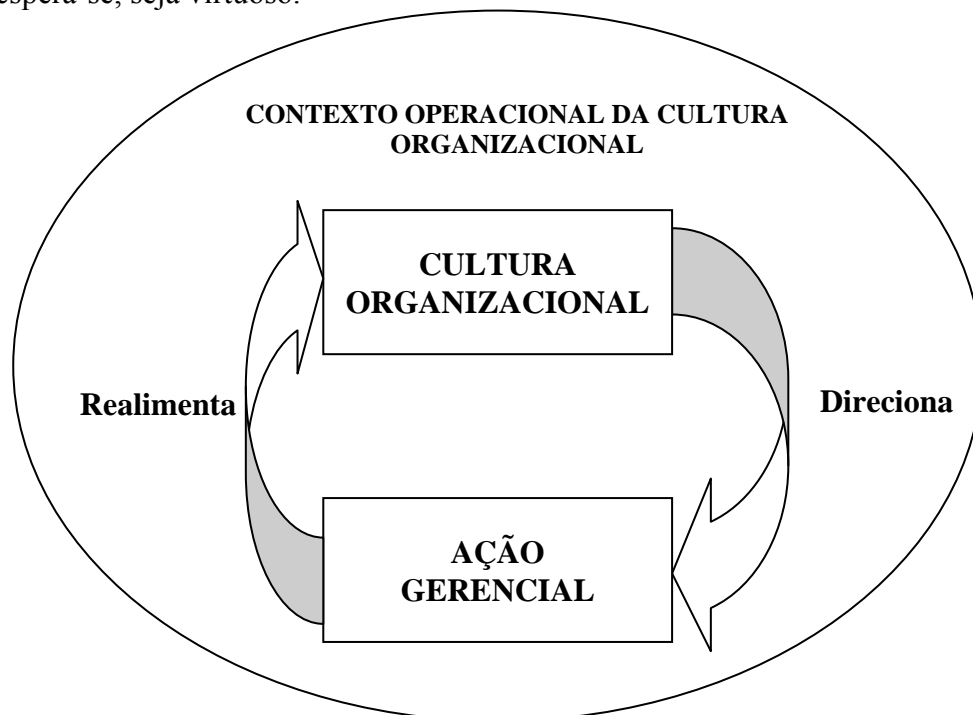 espera-se, seja virtuoso.
CONTEXTO OPERACIONAL DA CULTURA
ORGANIZACIONAL
CULTURA
ORGANIZACIONAL
Realimenta
Direciona
AÇÃO
GERENCIAL